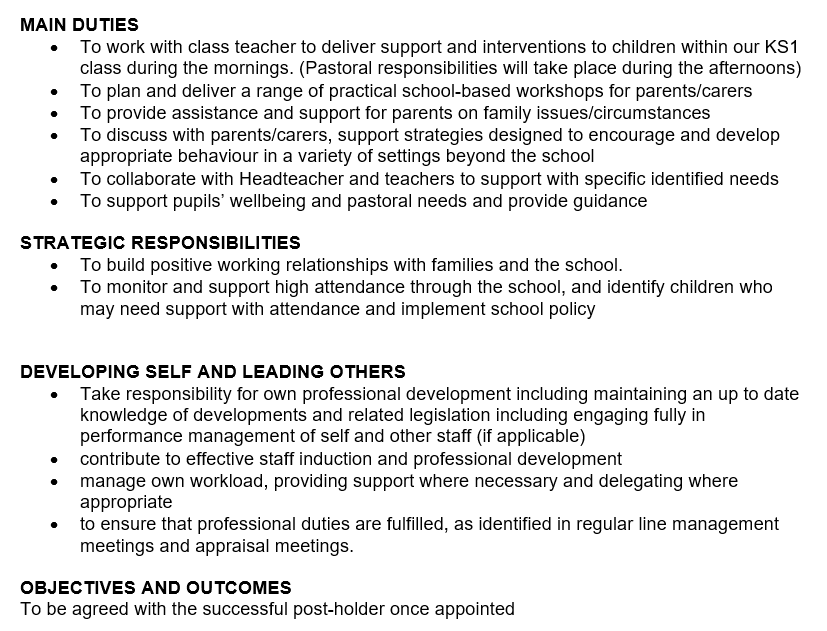 MAIN DUTIES
• To work with class teacher to deliver support and interventions to children within our KS1
class during the mornings. (Pastoral responsibilities will take place during the afternoons)
• To plan and deliver a range of practical school-based workshops for parents/carers
• To provide assistance and support for parents on family issues/circumstances
• To discuss with parents/carers, support strategies designed to encourage and develop
appropriate behaviour in a variety of settings beyond the school
• To collaborate with Headteacher and teachers to support with specific identified needs
• To support pupils’ wellbeing and pastoral needs and provide guidance
STRATEGIC RESPONSIBILITIES
• To build positive working relationships with families and the school.
• To monitor and support high attendance through the school, and identify children who
may need support with attendance and implement school policy
DEVELOPING SELF AND LEADING OTHERS
• Take responsibility for own professional development including maintaining an up to date
knowledge of developments and related legislation including engaging fully in
performance management of self and other staff (if applicable)
• contribute to effective staff induction and professional development
• manage own workload, providing support where necessary and delegating where
appropriate
• to ensure that professional duties are fulfilled, as identified in regular line management
meetings and appraisal meetings.
OBJECTIVES AND OUTCOMES
To be agreed with the successful post-holder once appointed